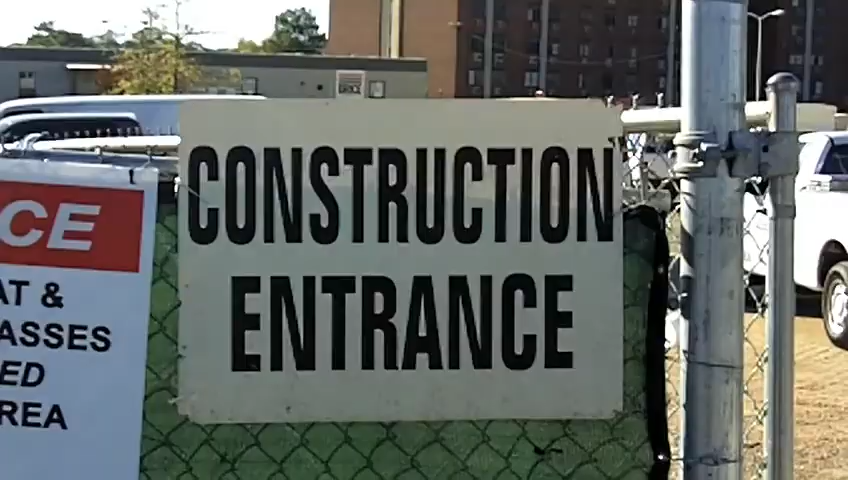 CONSTRUCTION
ENTRANCE
CE
AT &
ASSES
ED
REA